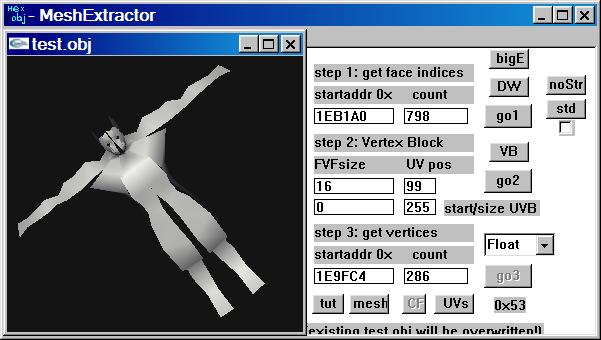 Hex
obj- MeshExtractor
test.obj
step 1: get face indices
startaddr 0x count
1EB1A0 798
bigE
DW
go1
noStr
std
step 2: Vertex Block
FVFsize UV pos
16 99
0 255 start/size UVB
VB
go2
step 3: get vertices
startaddr 0x count
1E9FC4 286
Float
go3
tut mesh CF UVs 0x53
(existing test.obj will be overwritten!)